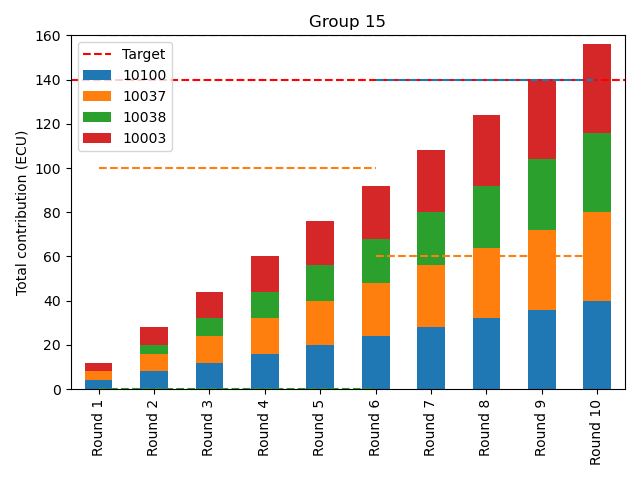 Group 15
Total contribution (ECU)
160
140
120
100
80
60
40
20
0
Target
10100
10037
10038
10003
Round 1
Round 2
Round 3
Round 4
Round 5
Round 6
Round 7
Round 8
Round 9
Round 10